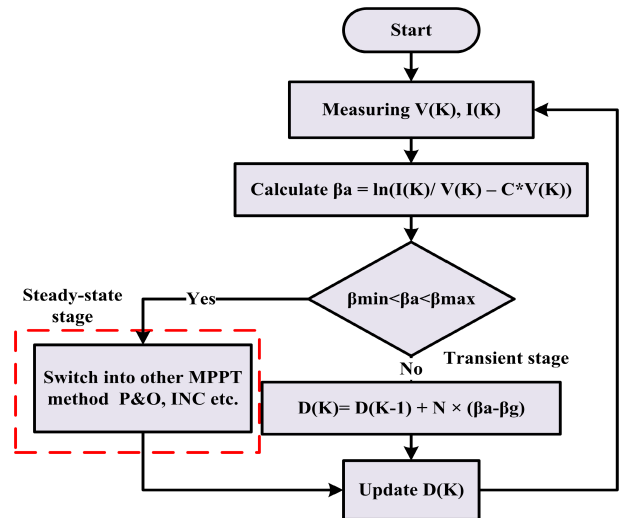 Start
Measuring V(K), I(K)
Calculate βa = ln(I(K)/ V(K) – C*V(K))
βmin<βa<βmax
Yes
Steady-state
stage
Switch into other MPPT
method P&O, INC etc.
No
Transient stage
D(K)= D(K-1) + N × (βa-βg)
Update D(K)